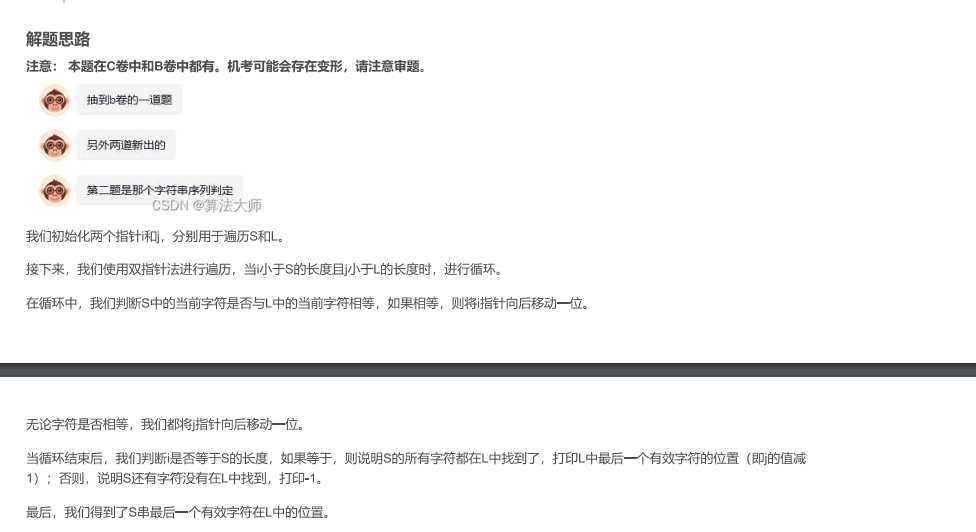 解题思路
注意： 本题在C卷中和B卷中都有。机考可能会存在变形，请注意审题。
抽到b卷的一道题
另外两道新出的
第二题是那个字符串序列判定
CSDN @算法大师
我们初始化两个指针i和j，分别用于遍历S和L。
接下来，我们使用双指针法进行遍历，当i小于S的长度且j小于L的长度时，进行循环。
在循环中，我们判断S中的当前字符是否与L中的当前字符相等，如果相等，则将i指针向后移动一位。
无论字符是否相等，我们都将j指针向后移动一位。
当循环结束后，我们判断i是否等于S的长度，如果等于，则说明S的所有字符都在L中找到了，打印L中最后一个有效字符的位置（即j的值减
1）；否则，说明S还有字符没有在L中找到，打印-1。
最后，我们得到了S串最后一个有效字符在L中的位置。